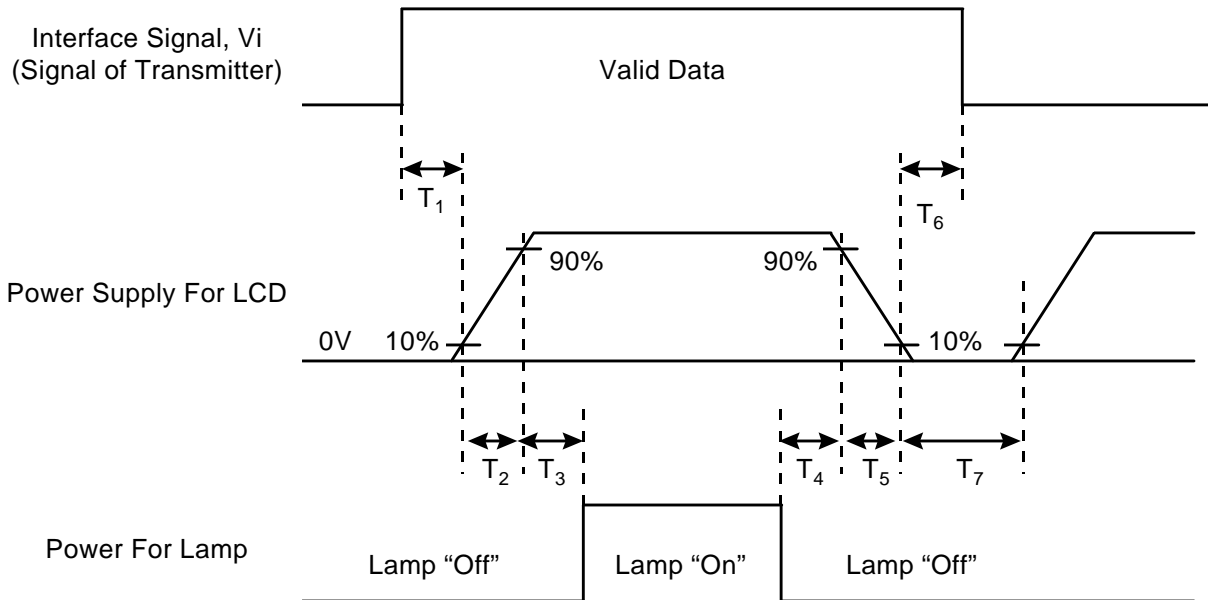 Interface Signal, Vi
(Signal of Transmitter)
Valid Data
T1
T6
90%
90%
Power Supply For LCD
0V
10%
10%
T2
T3
T4
T5
T7
Power For Lamp
Lamp “Off”
Lamp “On”
Lamp “Off”